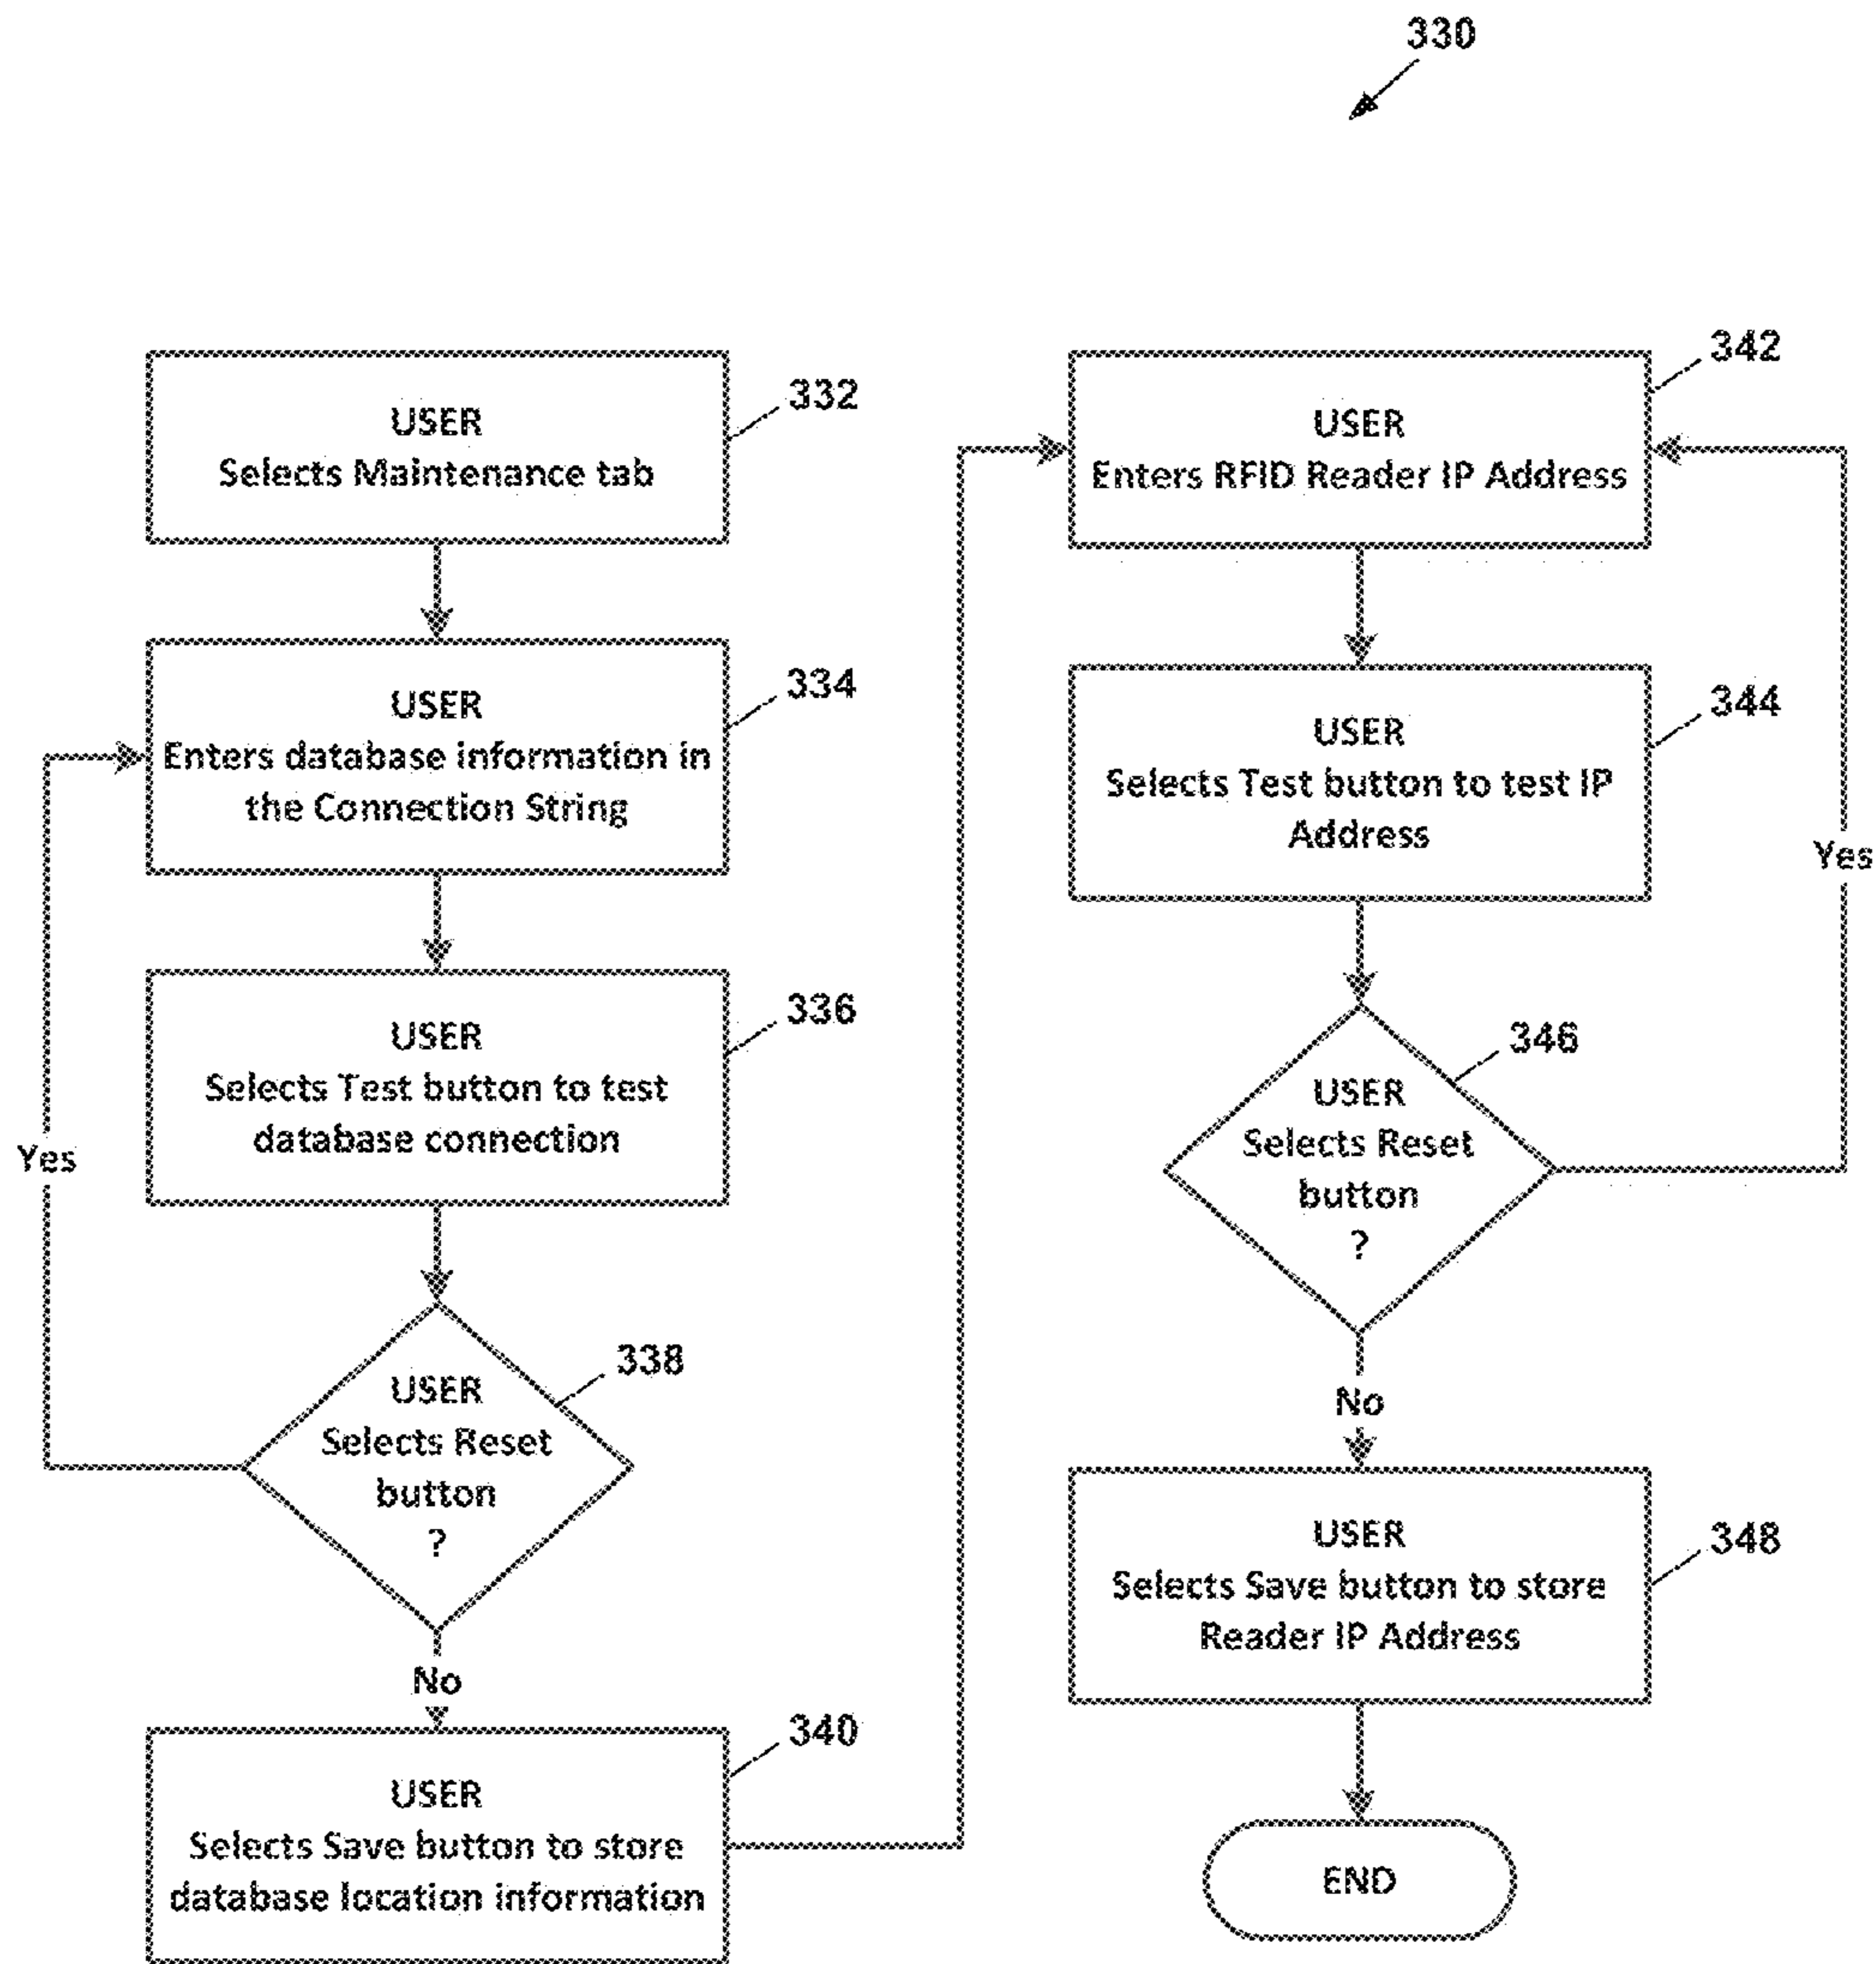 330
332
USER
Selects Maintenance tab
334
USER
Enters database information in
the Connection String
336
USER
Selects Test button to test
database connection
Yes
338
USER
Selects Reset
button
?
No
340
USER
Selects Save button to store
database location information
342
USER
Enters RFID Reader IP Address
344
USER
Selects Test button to test IP
Address
Yes
346
USER
Selects Reset
button
?
No
348
USER
Selects Save button to store
Reader IP Address
END